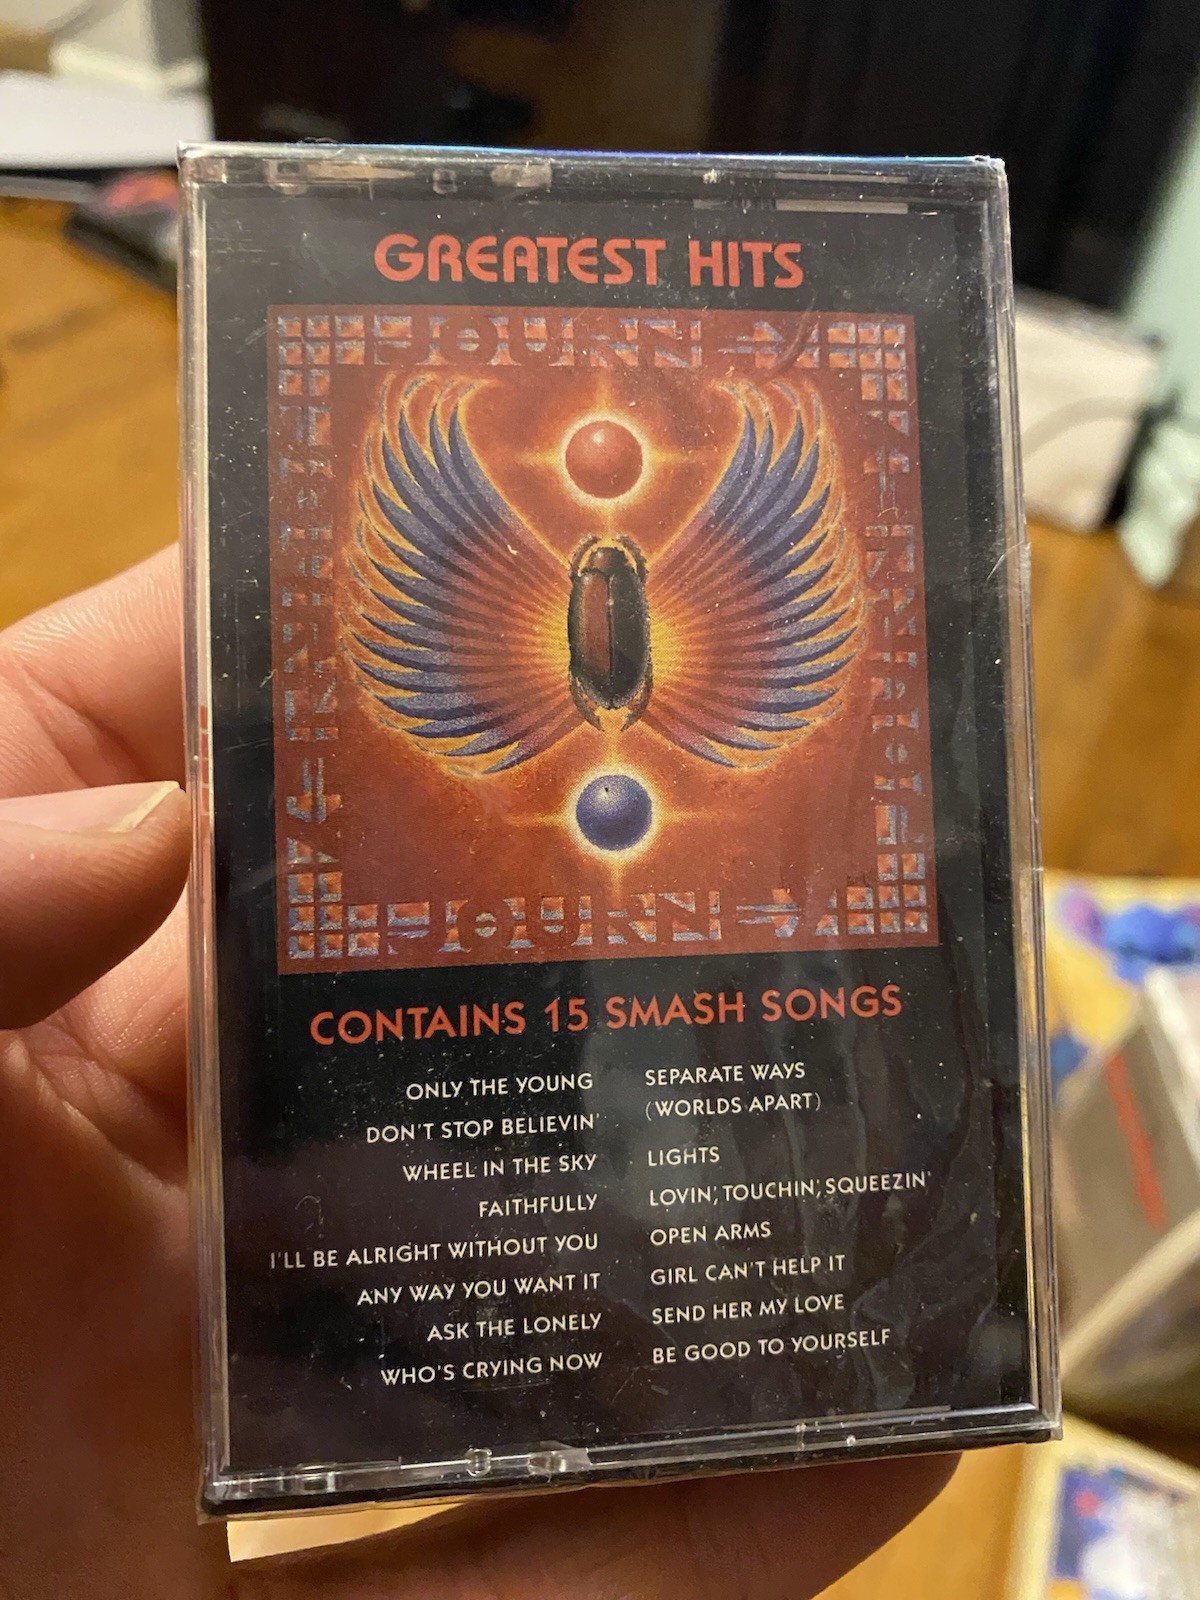 GREATEST HITS
JOURNEY
JOURNEY
JOURNEY
JOURNEY
CONTAINS 15 SMASH SONGS
ONLY THE YOUNG
DON'T STOP BELIEVIN'
WHEEL IN THE SKY
FAITHFULLY
I'LL BE ALRIGHT WITHOUT YOU
ANY WAY YOU WANT IT
ASK THE LONELY
WHO'S CRYING NOW
SEPARATE WAYS
(WORLDS APART)
LIGHTS
LOVIN', TOUCHIN', SQUEEZIN'
OPEN ARMS
GIRL CAN'T HELP IT
SEND HER MY LOVE
BE GOOD TO YOURSELF